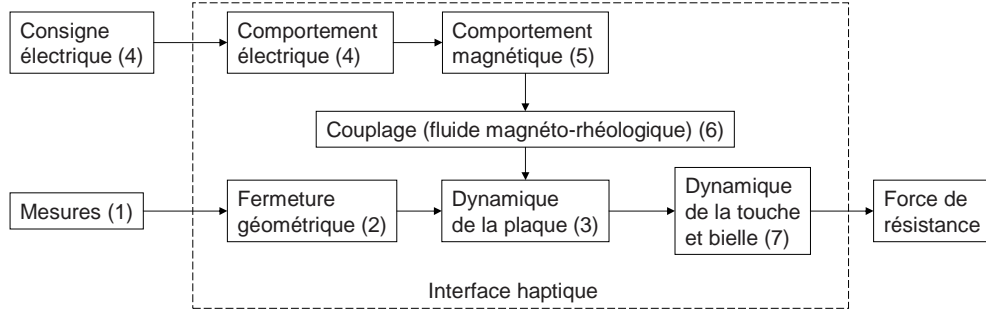 Consigne
électrique (4)
Comportement
électrique (4)
Comportement
magnétique (5)
Couplage (fluide magnéto-rhéologique) (6)
Mesures (1)
Fermeture
géométrique (2)
Dynamique
de la plaque (3)
Dynamique
de la touche
et bielle (7)
Force de
résistance
Interface haptique